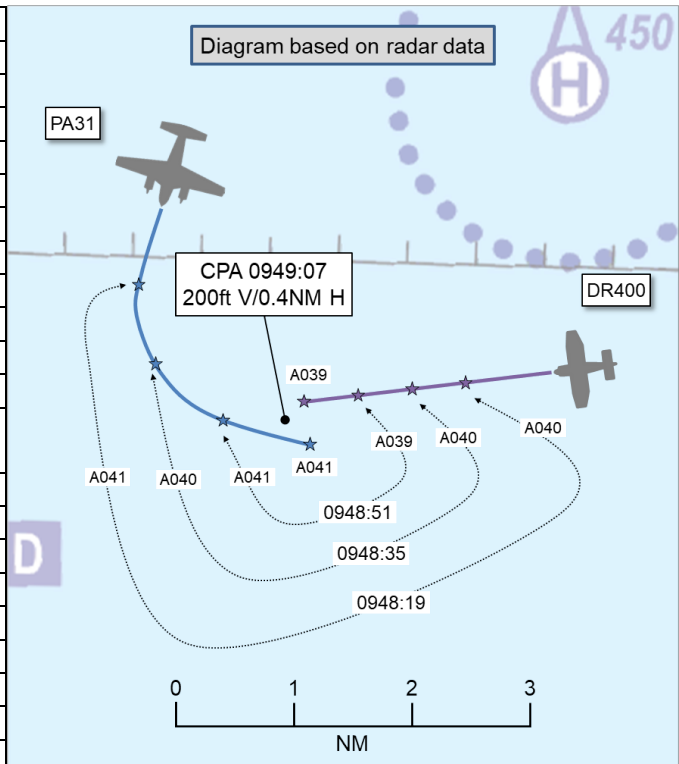 Diagram based on radar data
450
H
PA31
CPA 0949:07
200ft V/0.4NM H
DR400
A039
A039
A040
A040
A041
A040
A041
A041
0948:51
0948:35
D
0948:19
0 1 2 3
NM